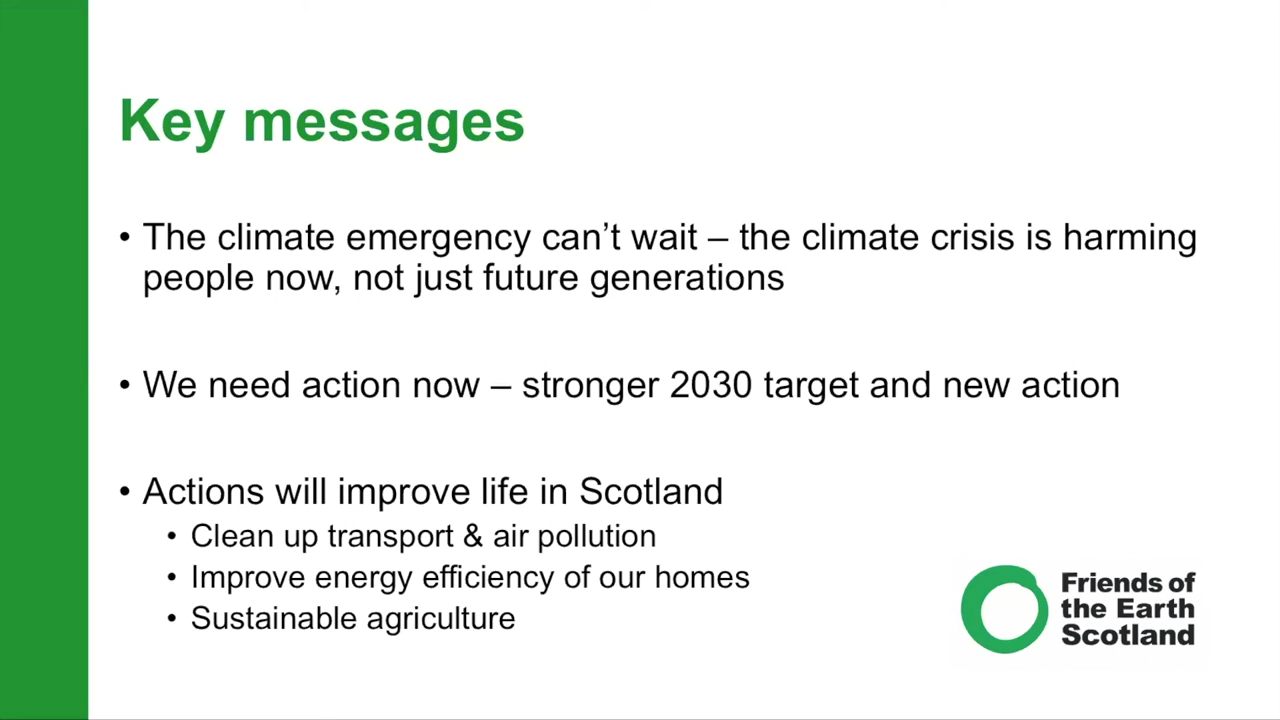 Key messages
• The climate emergency can’t wait – the climate crisis is harming
people now, not just future generations
• We need action now – stronger 2030 target and new action
• Actions will improve life in Scotland
• Clean up transport & air pollution
• Improve energy efficiency of our homes
• Sustainable agriculture
Friends of
the Earth
Scotland